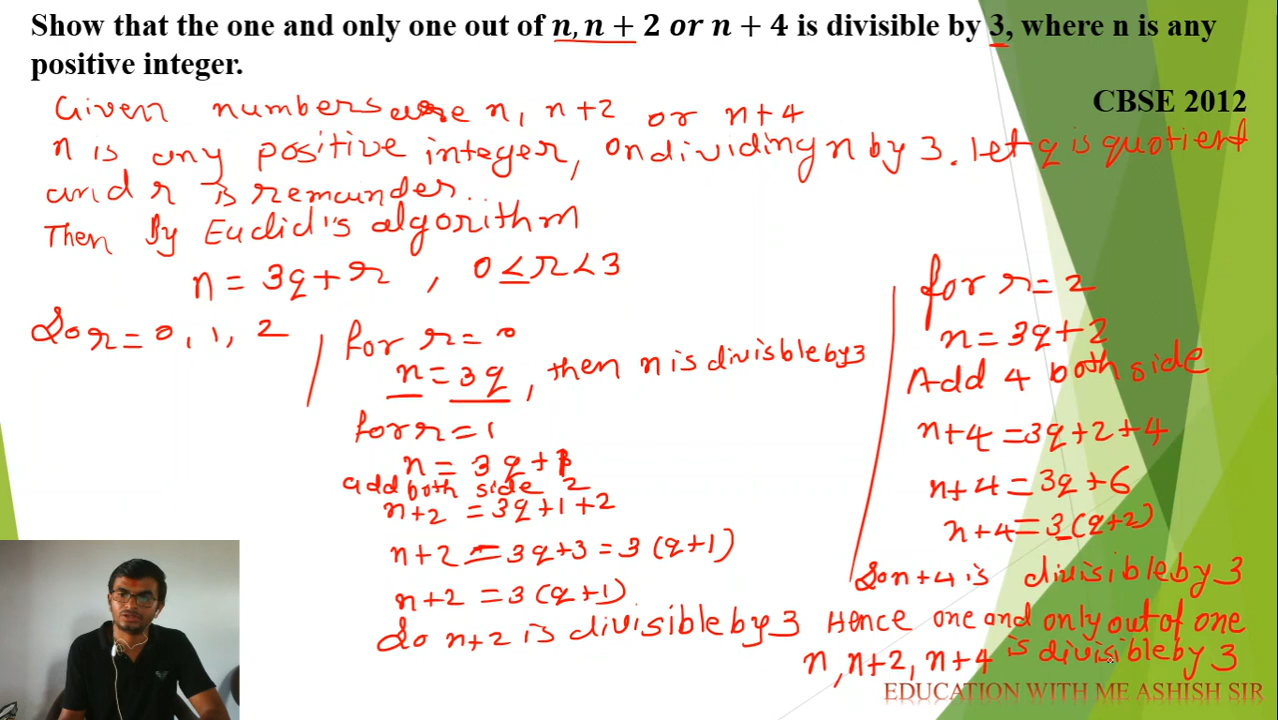 Show that the one and only one out of n, n + 2 or n + 4 is divisible by 3, where n is any
positive integer.
CBSE 2012
Given numbers are n, n+2 or n+4
n is any positive integer, On dividing n by 3. Let q is quotient
and r is remainder.
Then By Euclid's algorithm
n = 3q + r , 0 ≤ r < 3
So r = 0, 1, 2
for r = 0
n = 3q , then n is divisible by 3
for r = 1
n = 3q + 1
add both side 2
n+2 = 3q+1+2
n+2 = 3q+3 = 3(q+1)
n+2 = 3(q+1)
So n+2 is divisible by 3
for r = 2
n = 3q+2
Add 4 both side
n+4 = 3q+2+4
n+4 = 3q+6
n+4 = 3(q+2)
So n+4 is divisible by 3
Hence one and only out of one
n, n+2, n+4 is divisible by 3
EDUCATION WITH ME ASHISH SIR